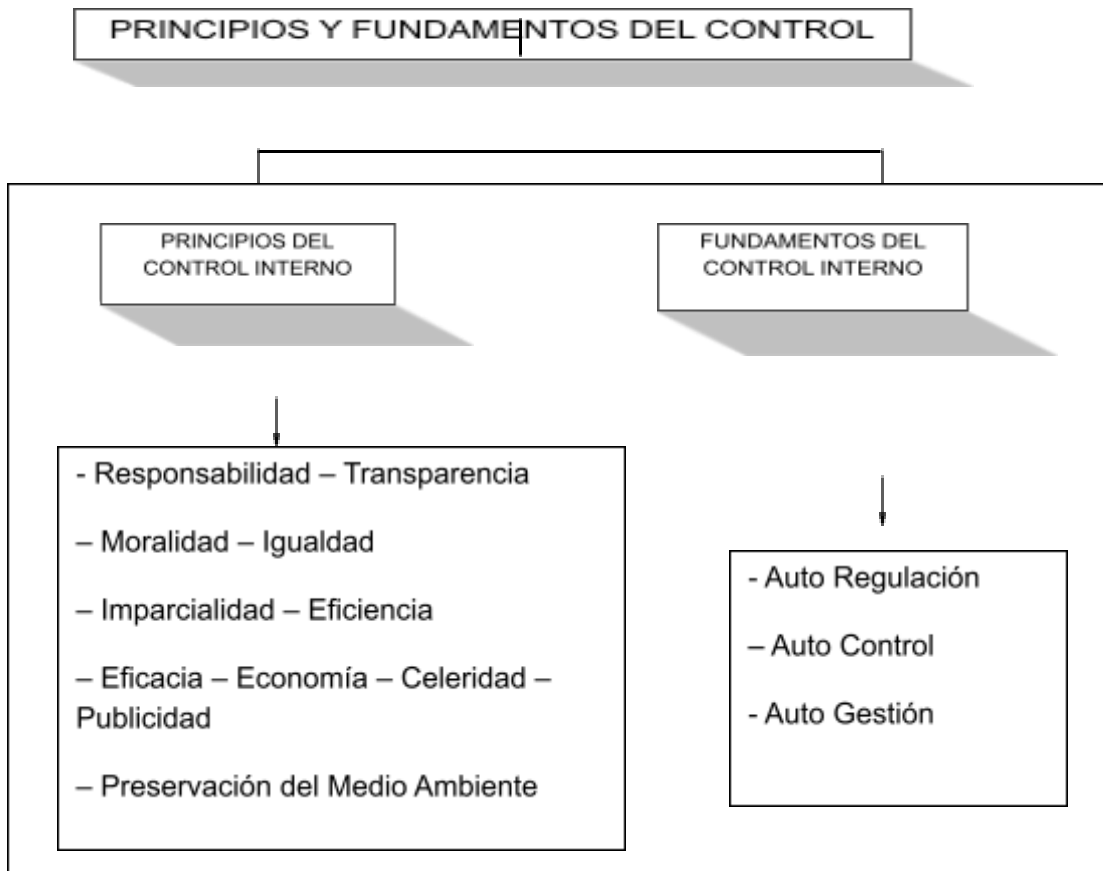 PRINCIPIOS Y FUNDAMENTOS DEL CONTROL
PRINCIPIOS DEL
CONTROL INTERNO
- Responsabilidad – Transparencia
– Moralidad – Igualdad
– Imparcialidad – Eficiencia
– Eficacia – Economía – Celeridad –
Publicidad
– Preservación del Medio Ambiente
FUNDAMENTOS DEL
CONTROL INTERNO
- Auto Regulación
– Auto Control
- Auto Gestión